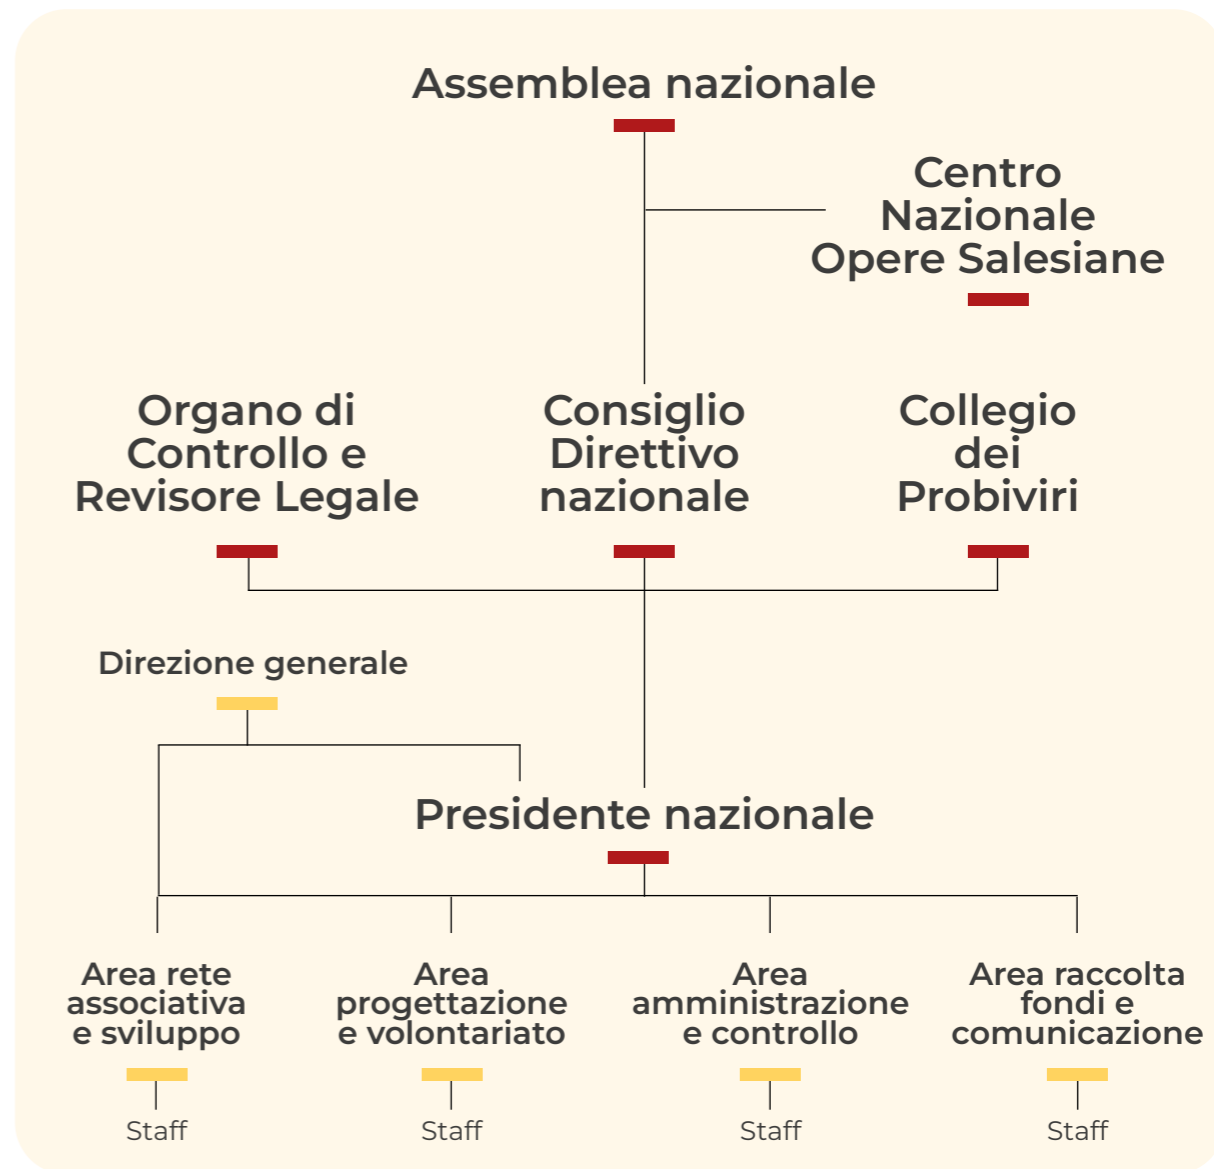 Assemblea nazionale
Centro
Nazionale
Opere Salesiane
Organo di
Controllo e
Revisore Legale
Consiglio
Direttivo
nazionale
Collegio
dei
Probiviri
Direzione generale
Presidente nazionale
Area rete
associativa
e sviluppo
Area
progettazione
e volontariato
Area
amministrazione
e controllo
Area raccolta
fondi e
comunicazione
Staff
Staff
Staff
Staff